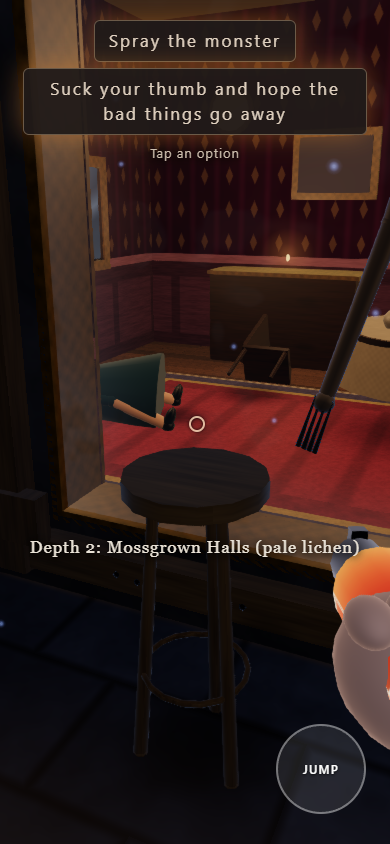 Spray the monster
Suck your thumb and hope the
bad things go away
Tap an option
Depth 2: Mossgrown Halls (pale lichen)
JUMP